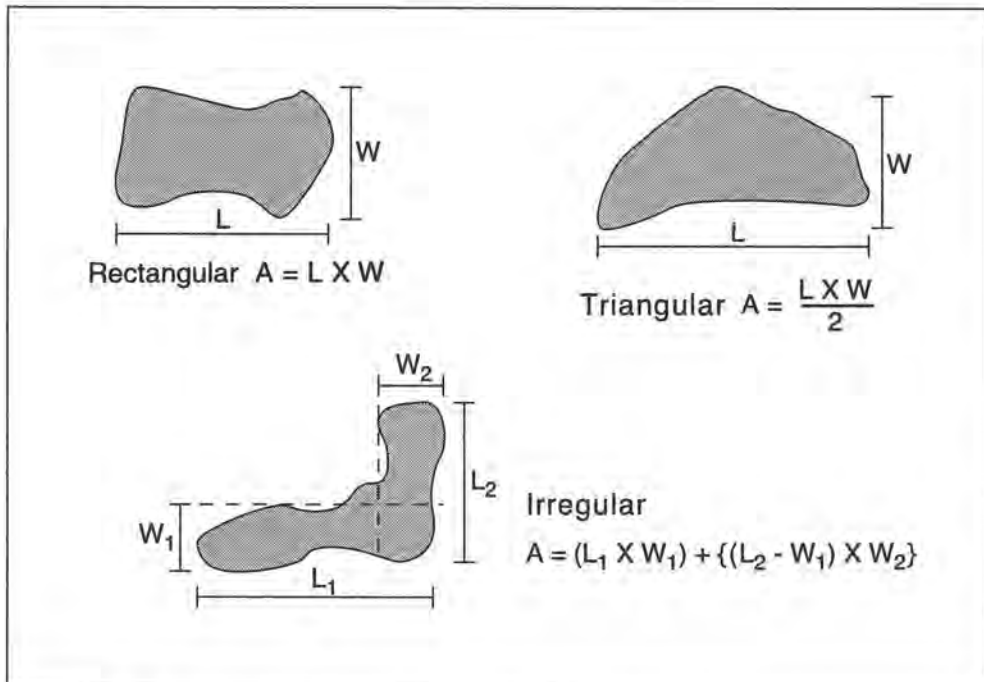 W
L
Rectangular A = L X W
W
L
Triangular A = L X W
2
W₂
L₂
W₁
L₁
Irregular
A = (L₁ X W₁) + {(L₂ - W₁) X W₂}